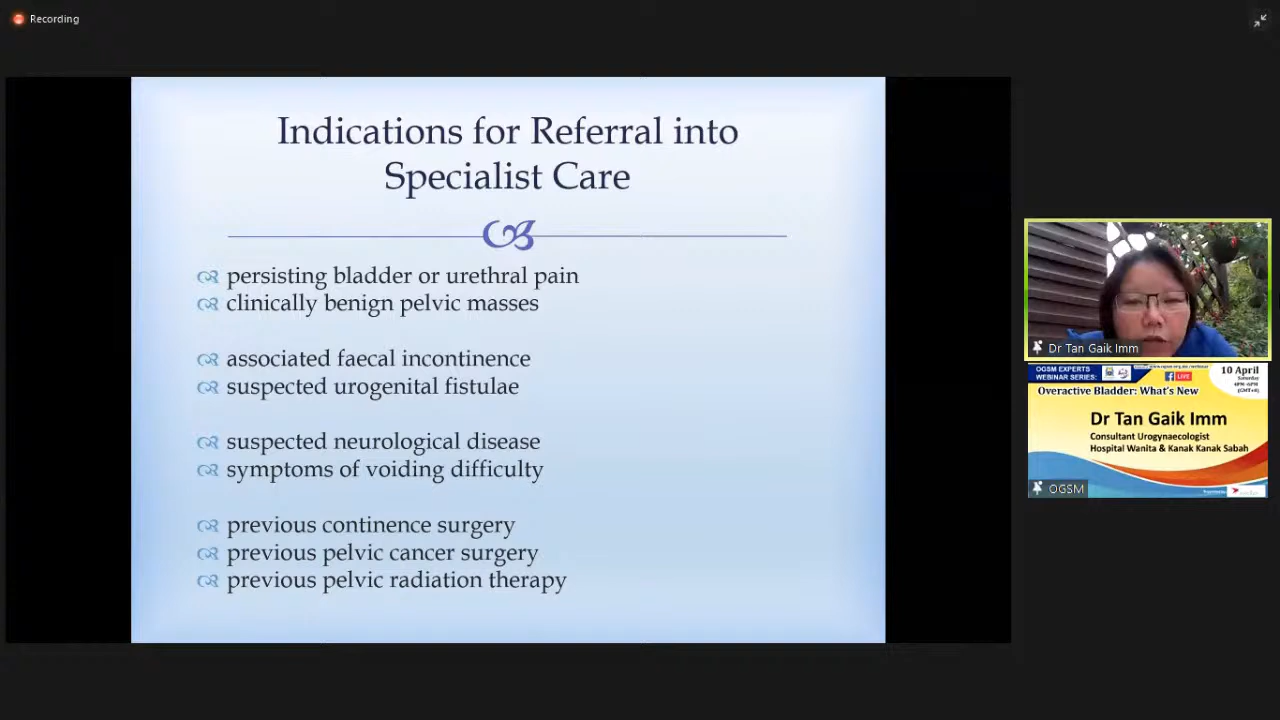 Recording
Indications for Referral into
Specialist Care
persisting bladder or urethral pain
clinically benign pelvic masses
associated faecal incontinence
suspected urogenital fistulae
suspected neurological disease
symptoms of voiding difficulty
previous continence surgery
previous pelvic cancer surgery
previous pelvic radiation therapy
Dr Tan Gaik Imm
OGSM EXPERTS
WEBINAR SERIES:
LIVE
10 April
Saturday
Overactive Bladder: What's New
Dr Tan Gaik Imm
Consultant Urogynaecologist
Hospital Wanita & Kanak Kanak Sabah
OGSM